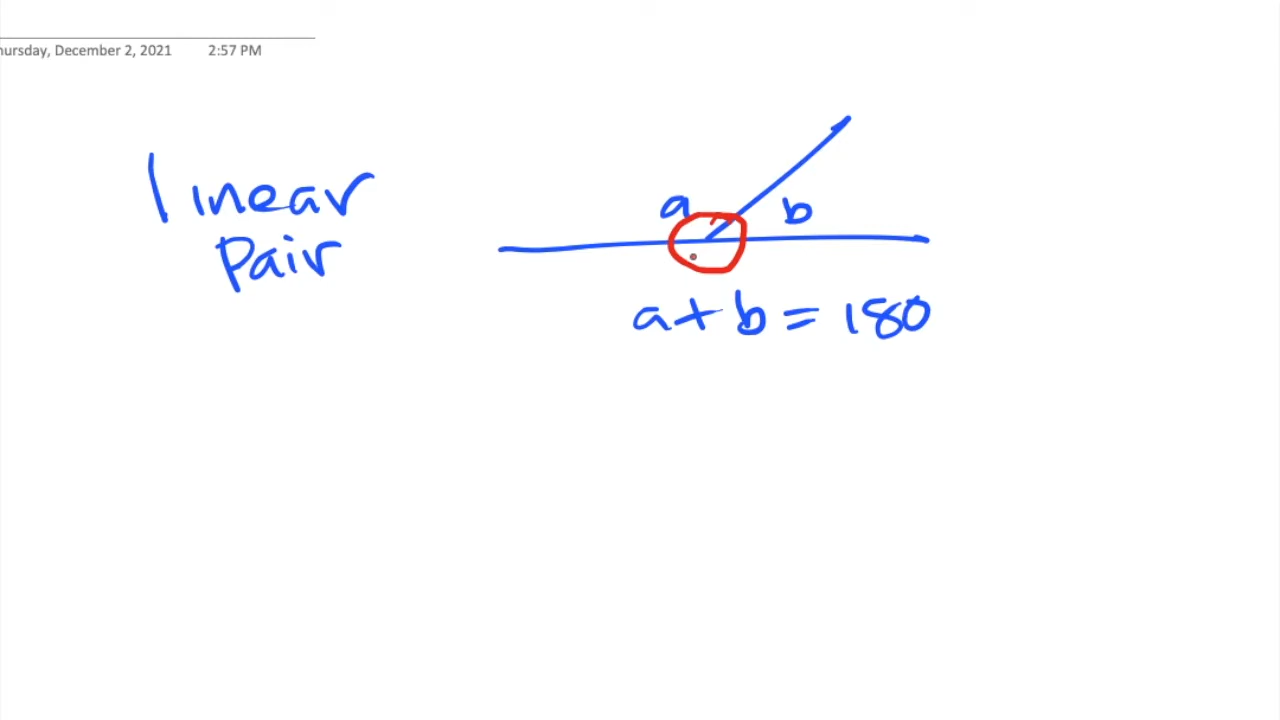 hursday, December 2, 2021 2:57 PM
linear
pair
a
b
a + b = 180